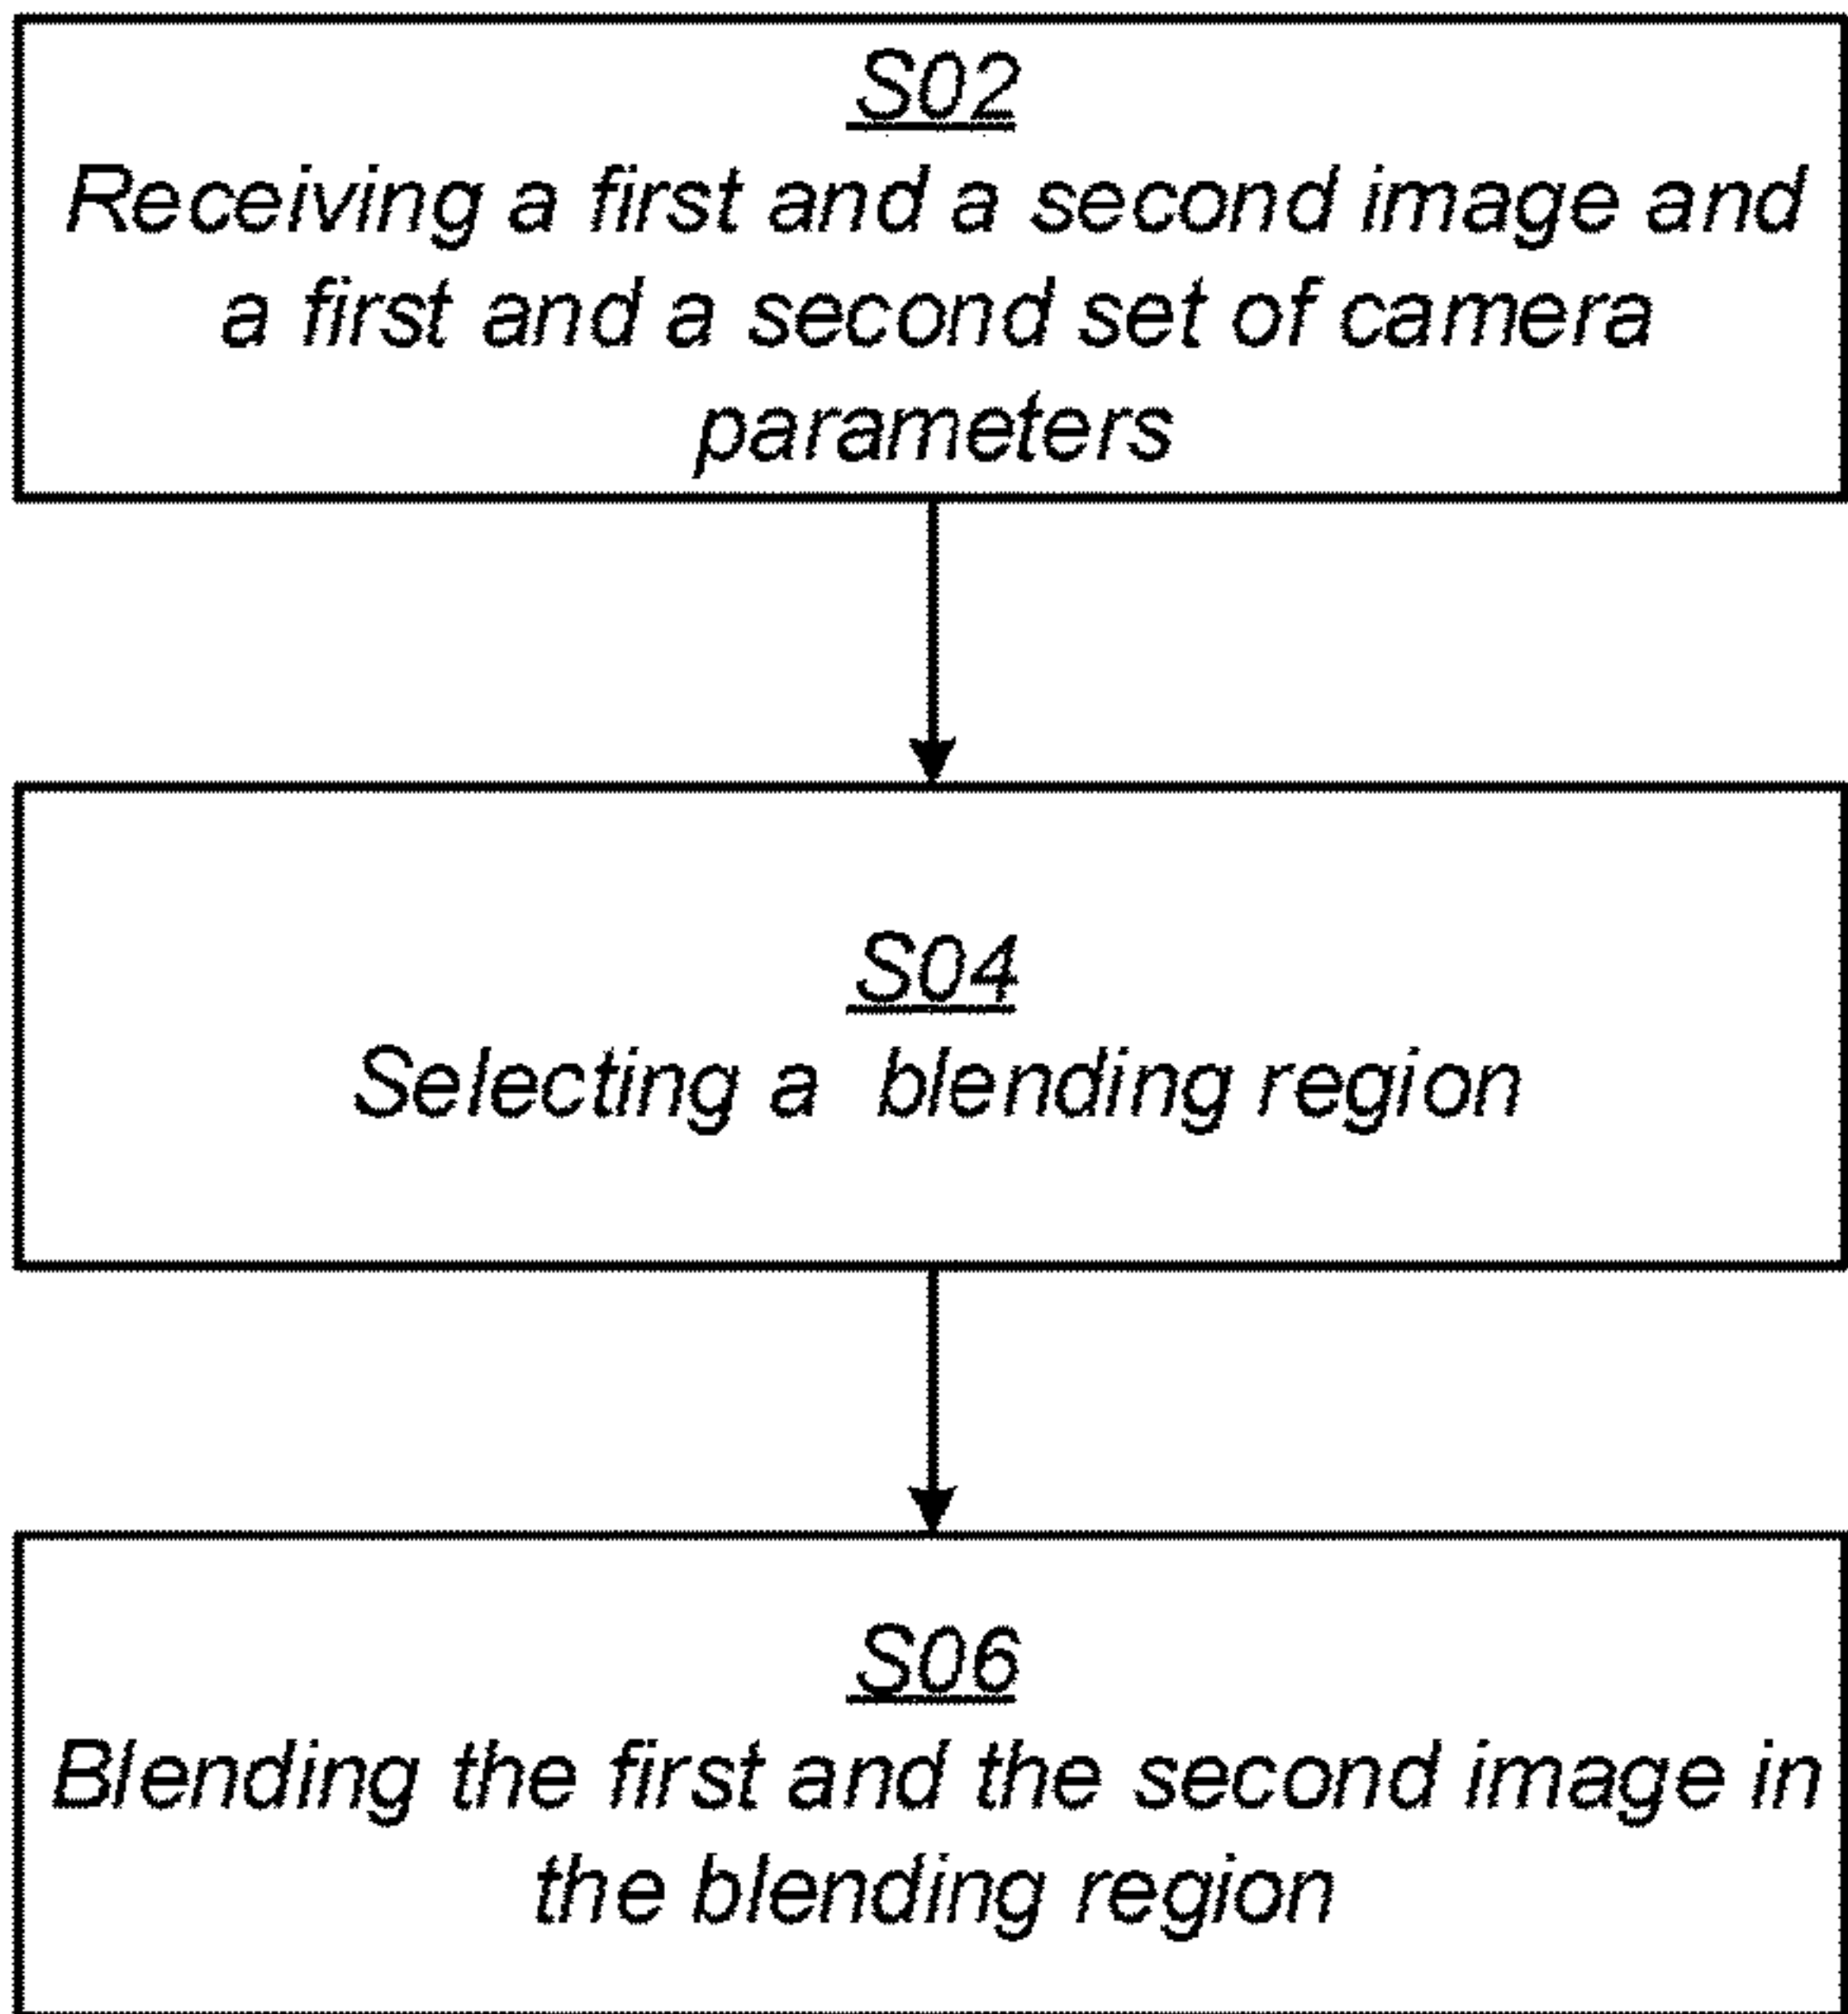 S02
Receiving a first and a second image and
a first and a second set of camera
parameters
S04
Selecting a blending region
S06
Blending the first and the second image in
the blending region